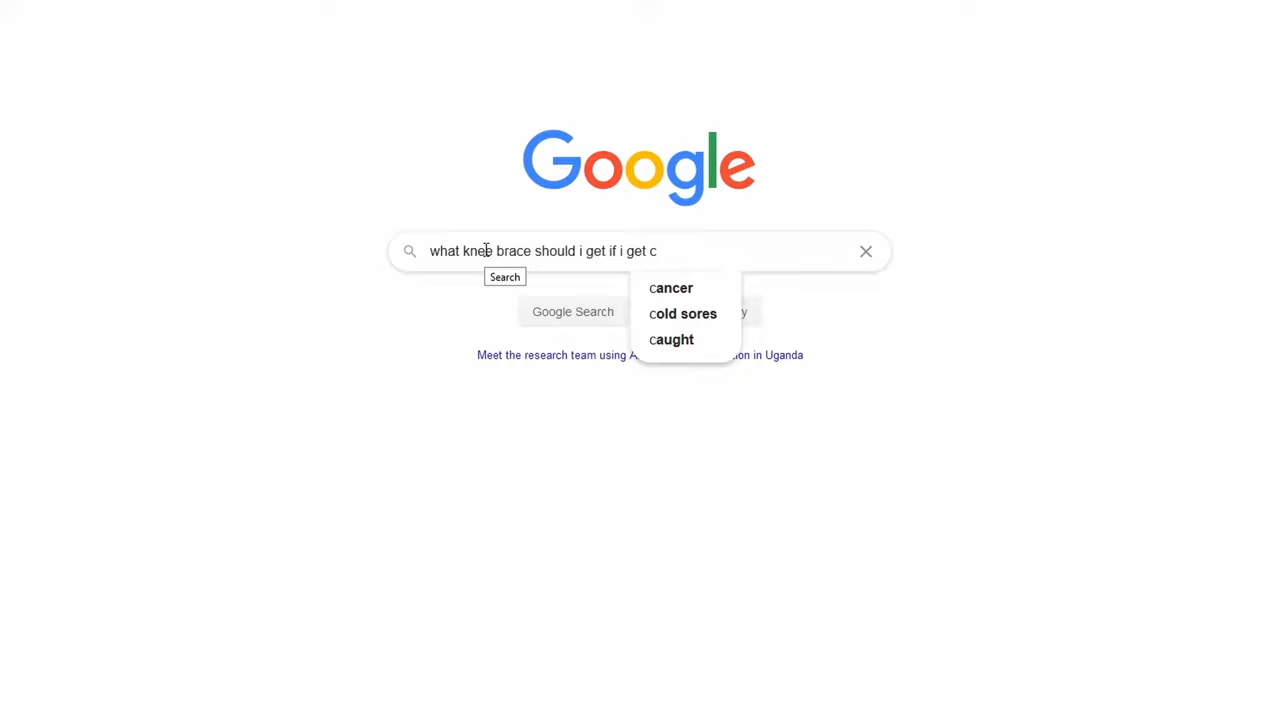 Google
what knee brace should i get if i get c
Search
cancer
Google Search
cold sores
y
caught
Meet the research team using A
ion in Uganda